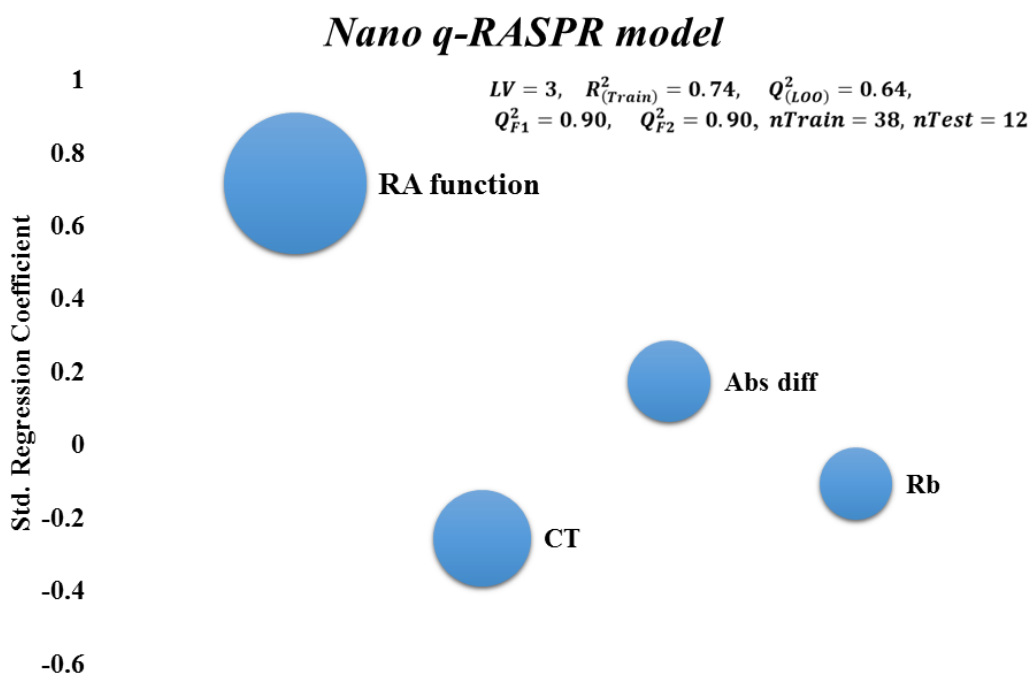 Nano q-RASPR model
LV = 3, R²(Train) = 0.74, Q²(LOO) = 0.64,
Q²F1 = 0.90, Q²F2 = 0.90, nTrain = 38, nTest = 12
Std. Regression Coefficient
1
0.8
0.6
0.4
0.2
0
-0.2
-0.4
-0.6
RA function
Abs diff
Rb
CT